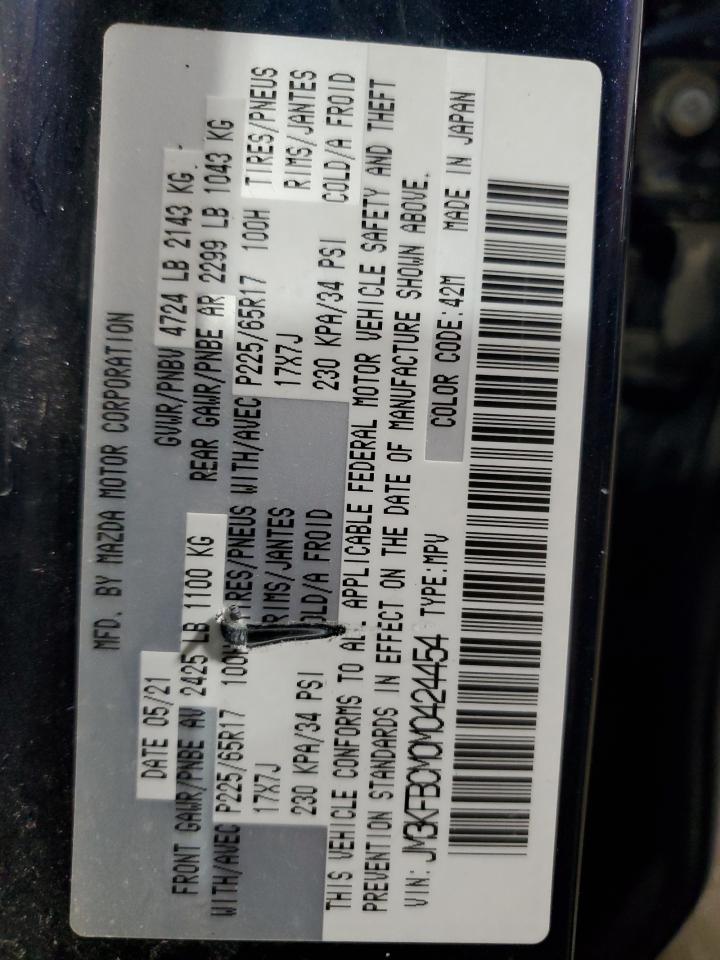 MFD. BY MAZDA MOTOR CORPORATION
DATE 05/21 GVWR/PNBV 4724 LB 2143 KG
FRONT GAWR/PNBE AV 2425 LB 1100 KG REAR GAWR/PNBE AR 2299 LB 1043 KG
WITH/AVEC P225/65R17 100H RES/PNEUS WITH/AVEC P225/65R17 100H TIRES/PNEUS
17X7J RIMS/JANTES 17X7J RIMS/JANTES
230 KPA/34 PSI OLD/A FROID 230 KPA/34 PSI COLD/A FROID
THIS VEHICLE CONFORMS TO AL APPLICABLE FEDERAL MOTOR VEHICLE SAFETY AND THEFT
PREVENTION STANDARDS IN EFFECT ON THE DATE OF MANUFACTURE SHOWN ABOVE.
VIN: JM3KFBCM0M0424454 TYPE:MPV COLOR CODE:42M MADE IN JAPAN